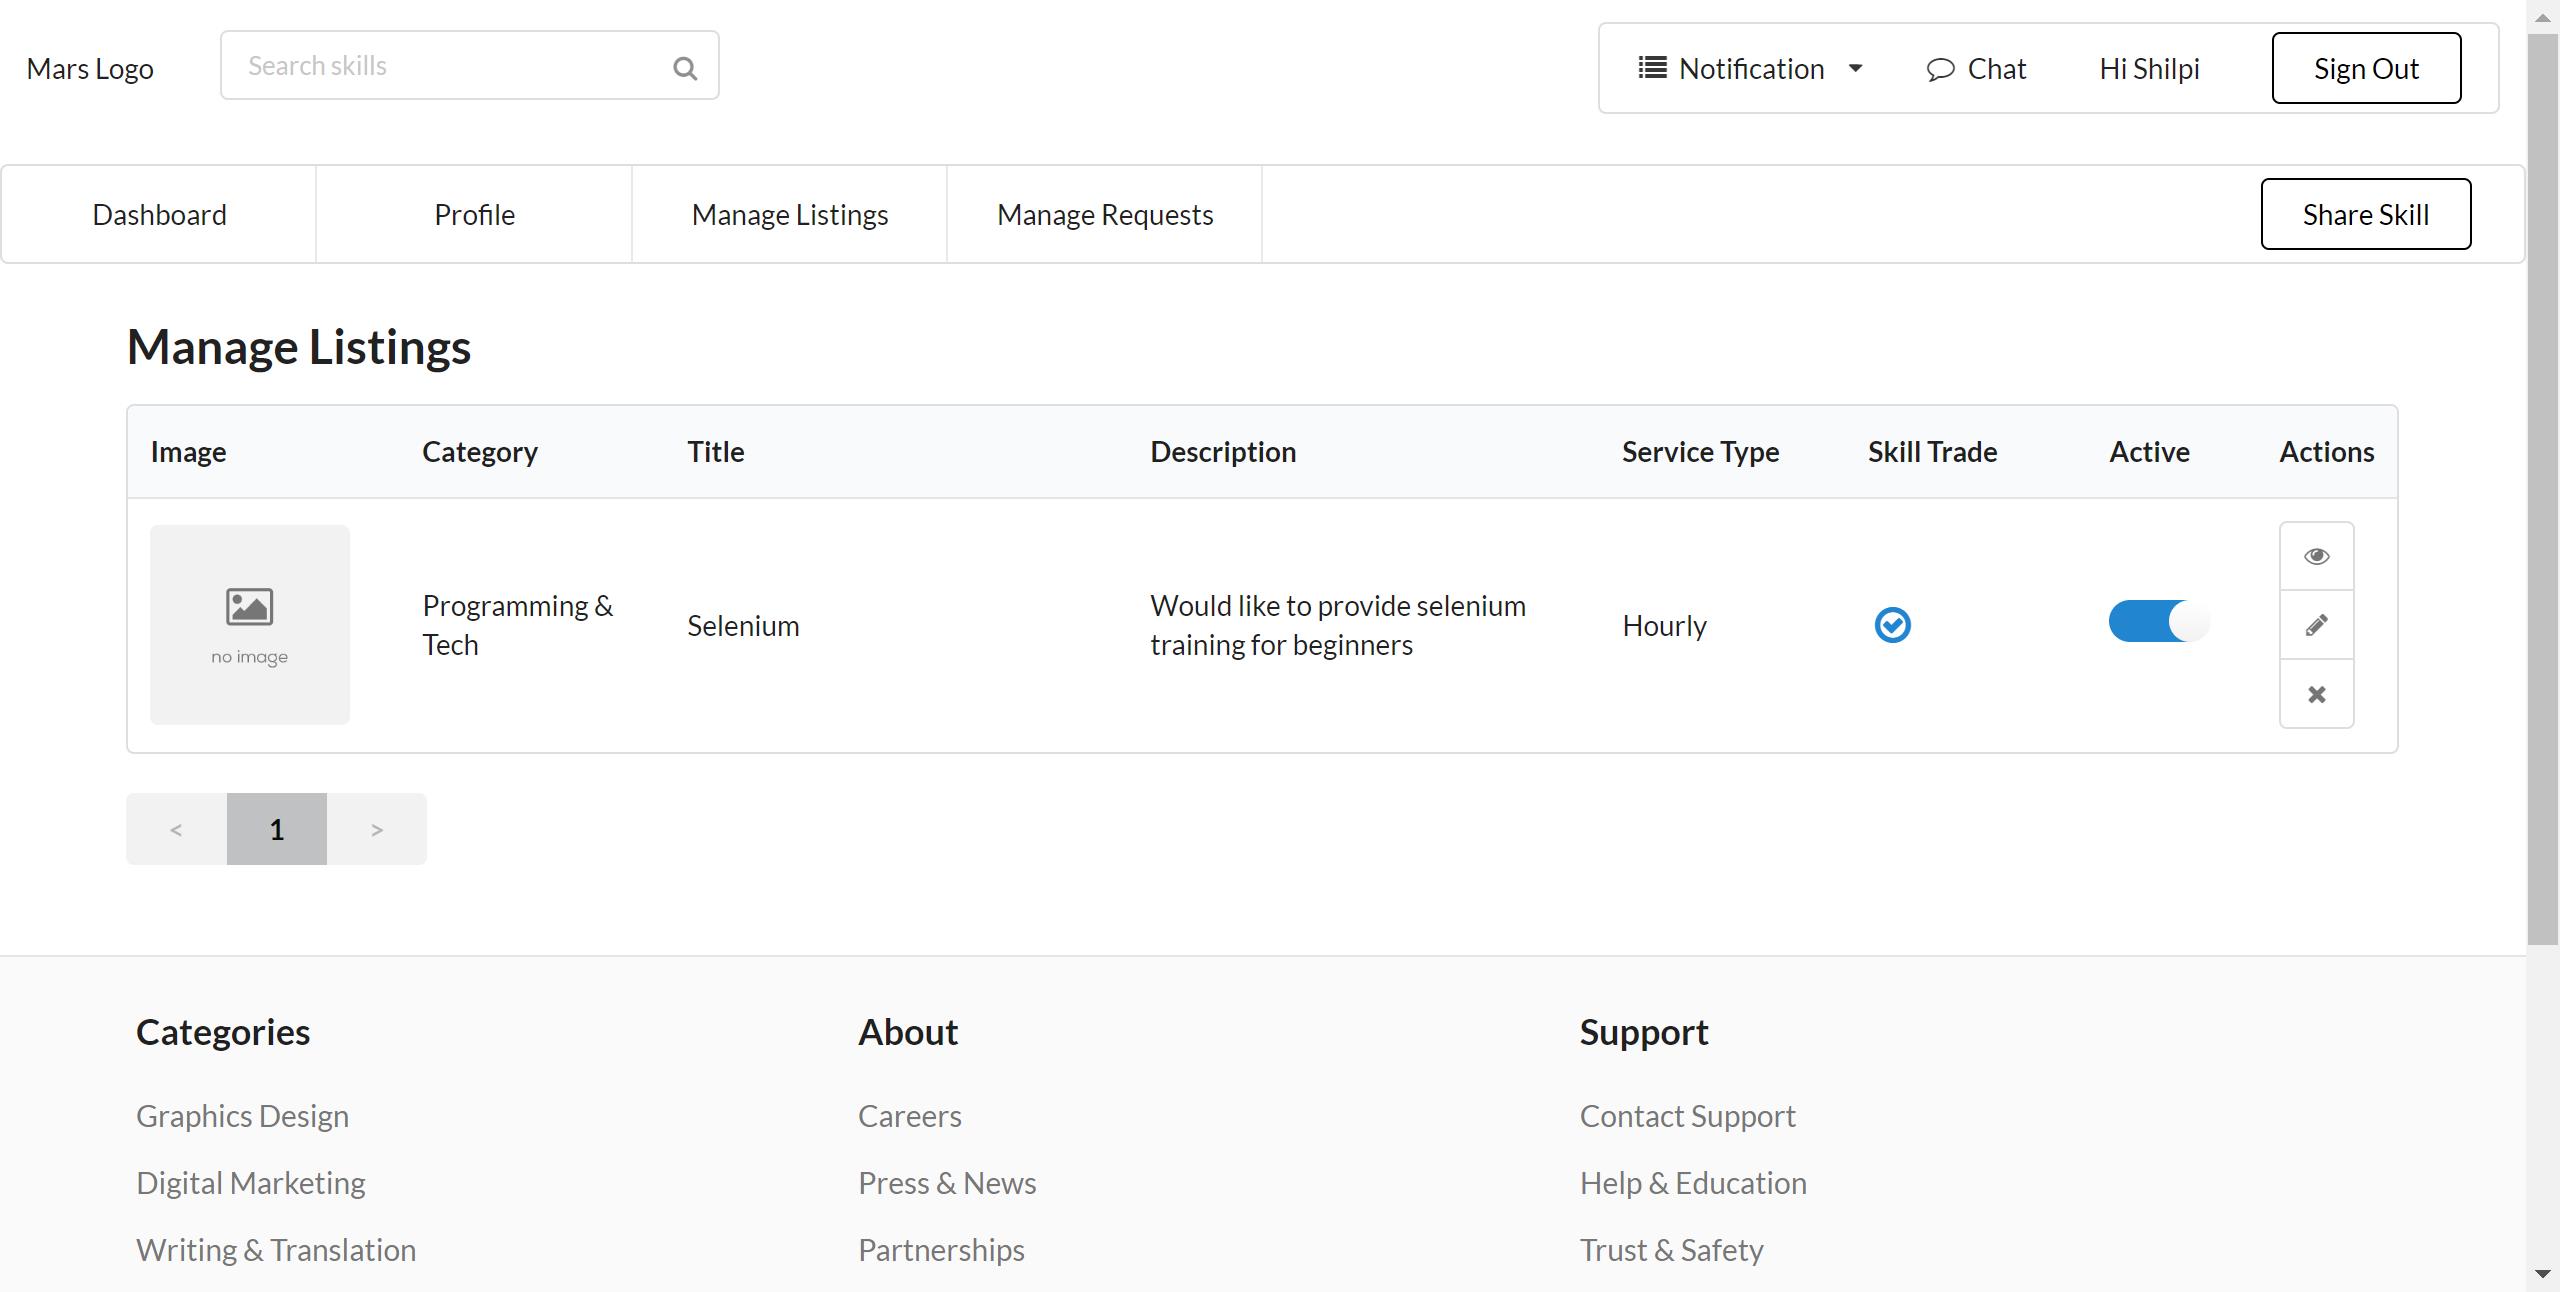 Mars Logo
Search skills
Notification
Chat
Hi Shilpi
Sign Out
Dashboard
Profile
Manage Listings
Manage Requests
Share Skill
Manage Listings
Image
Category
Title
Description
Service Type
Skill Trade
Active
Actions
no image
Programming &
Tech
Selenium
Would like to provide selenium
training for beginners
Hourly
<
1
>
Categories
Graphics Design
Digital Marketing
Writing & Translation
About
Careers
Press & News
Partnerships
Support
Contact Support
Help & Education
Trust & Safety